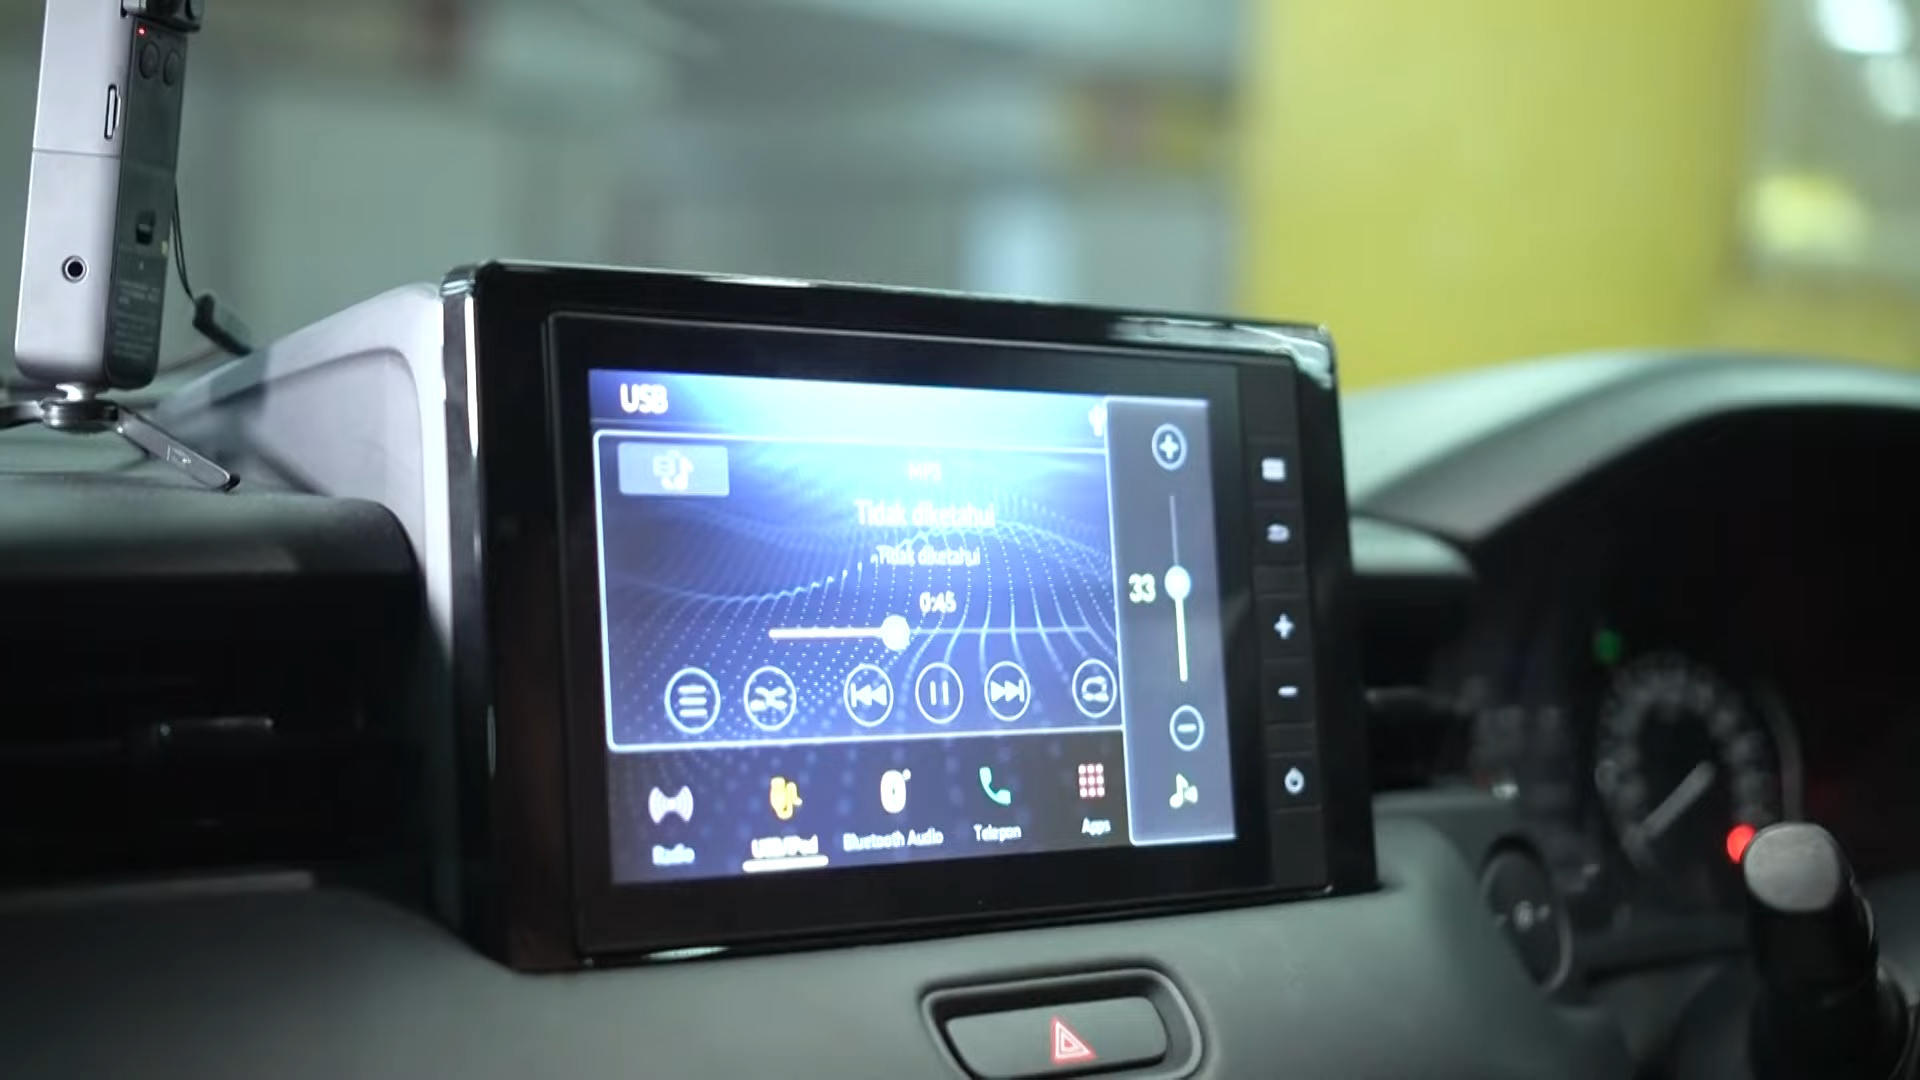 USB
MP3
Tidak diketahui
Tidak diketahui
0:45
33
Radio
USB/iPod
Bluetooth Audio
Telepon
Apps